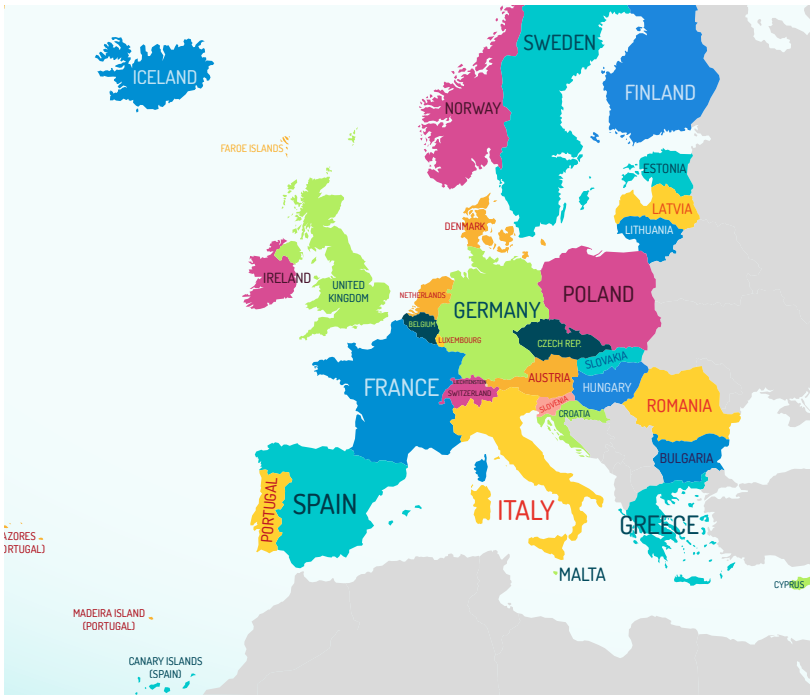 SWEDEN
ICELAND
FINLAND
NORWAY
FAROE ISLANDS
ESTONIA
LATVIA
DENMARK
LITHUANIA
IRELAND
UNITED
KINGDOM
NETHERLANDS
POLAND
GERMANY
BELGIUM
LUXEMBOURG
CZECH REP.
SLOVAKIA
FRANCE
LIECHTENSTEIN
SWITZERLAND
AUSTRIA
HUNGARY
SLOVENIA
CROATIA
ROMANIA
BULGARIA
PORTUGAL
SPAIN
ITALY
GREECE
AZORES
ORTUGAL)
MALTA
CYPRUS
MADEIRA ISLAND
(PORTUGAL)
CANARY ISLANDS
(SPAIN)